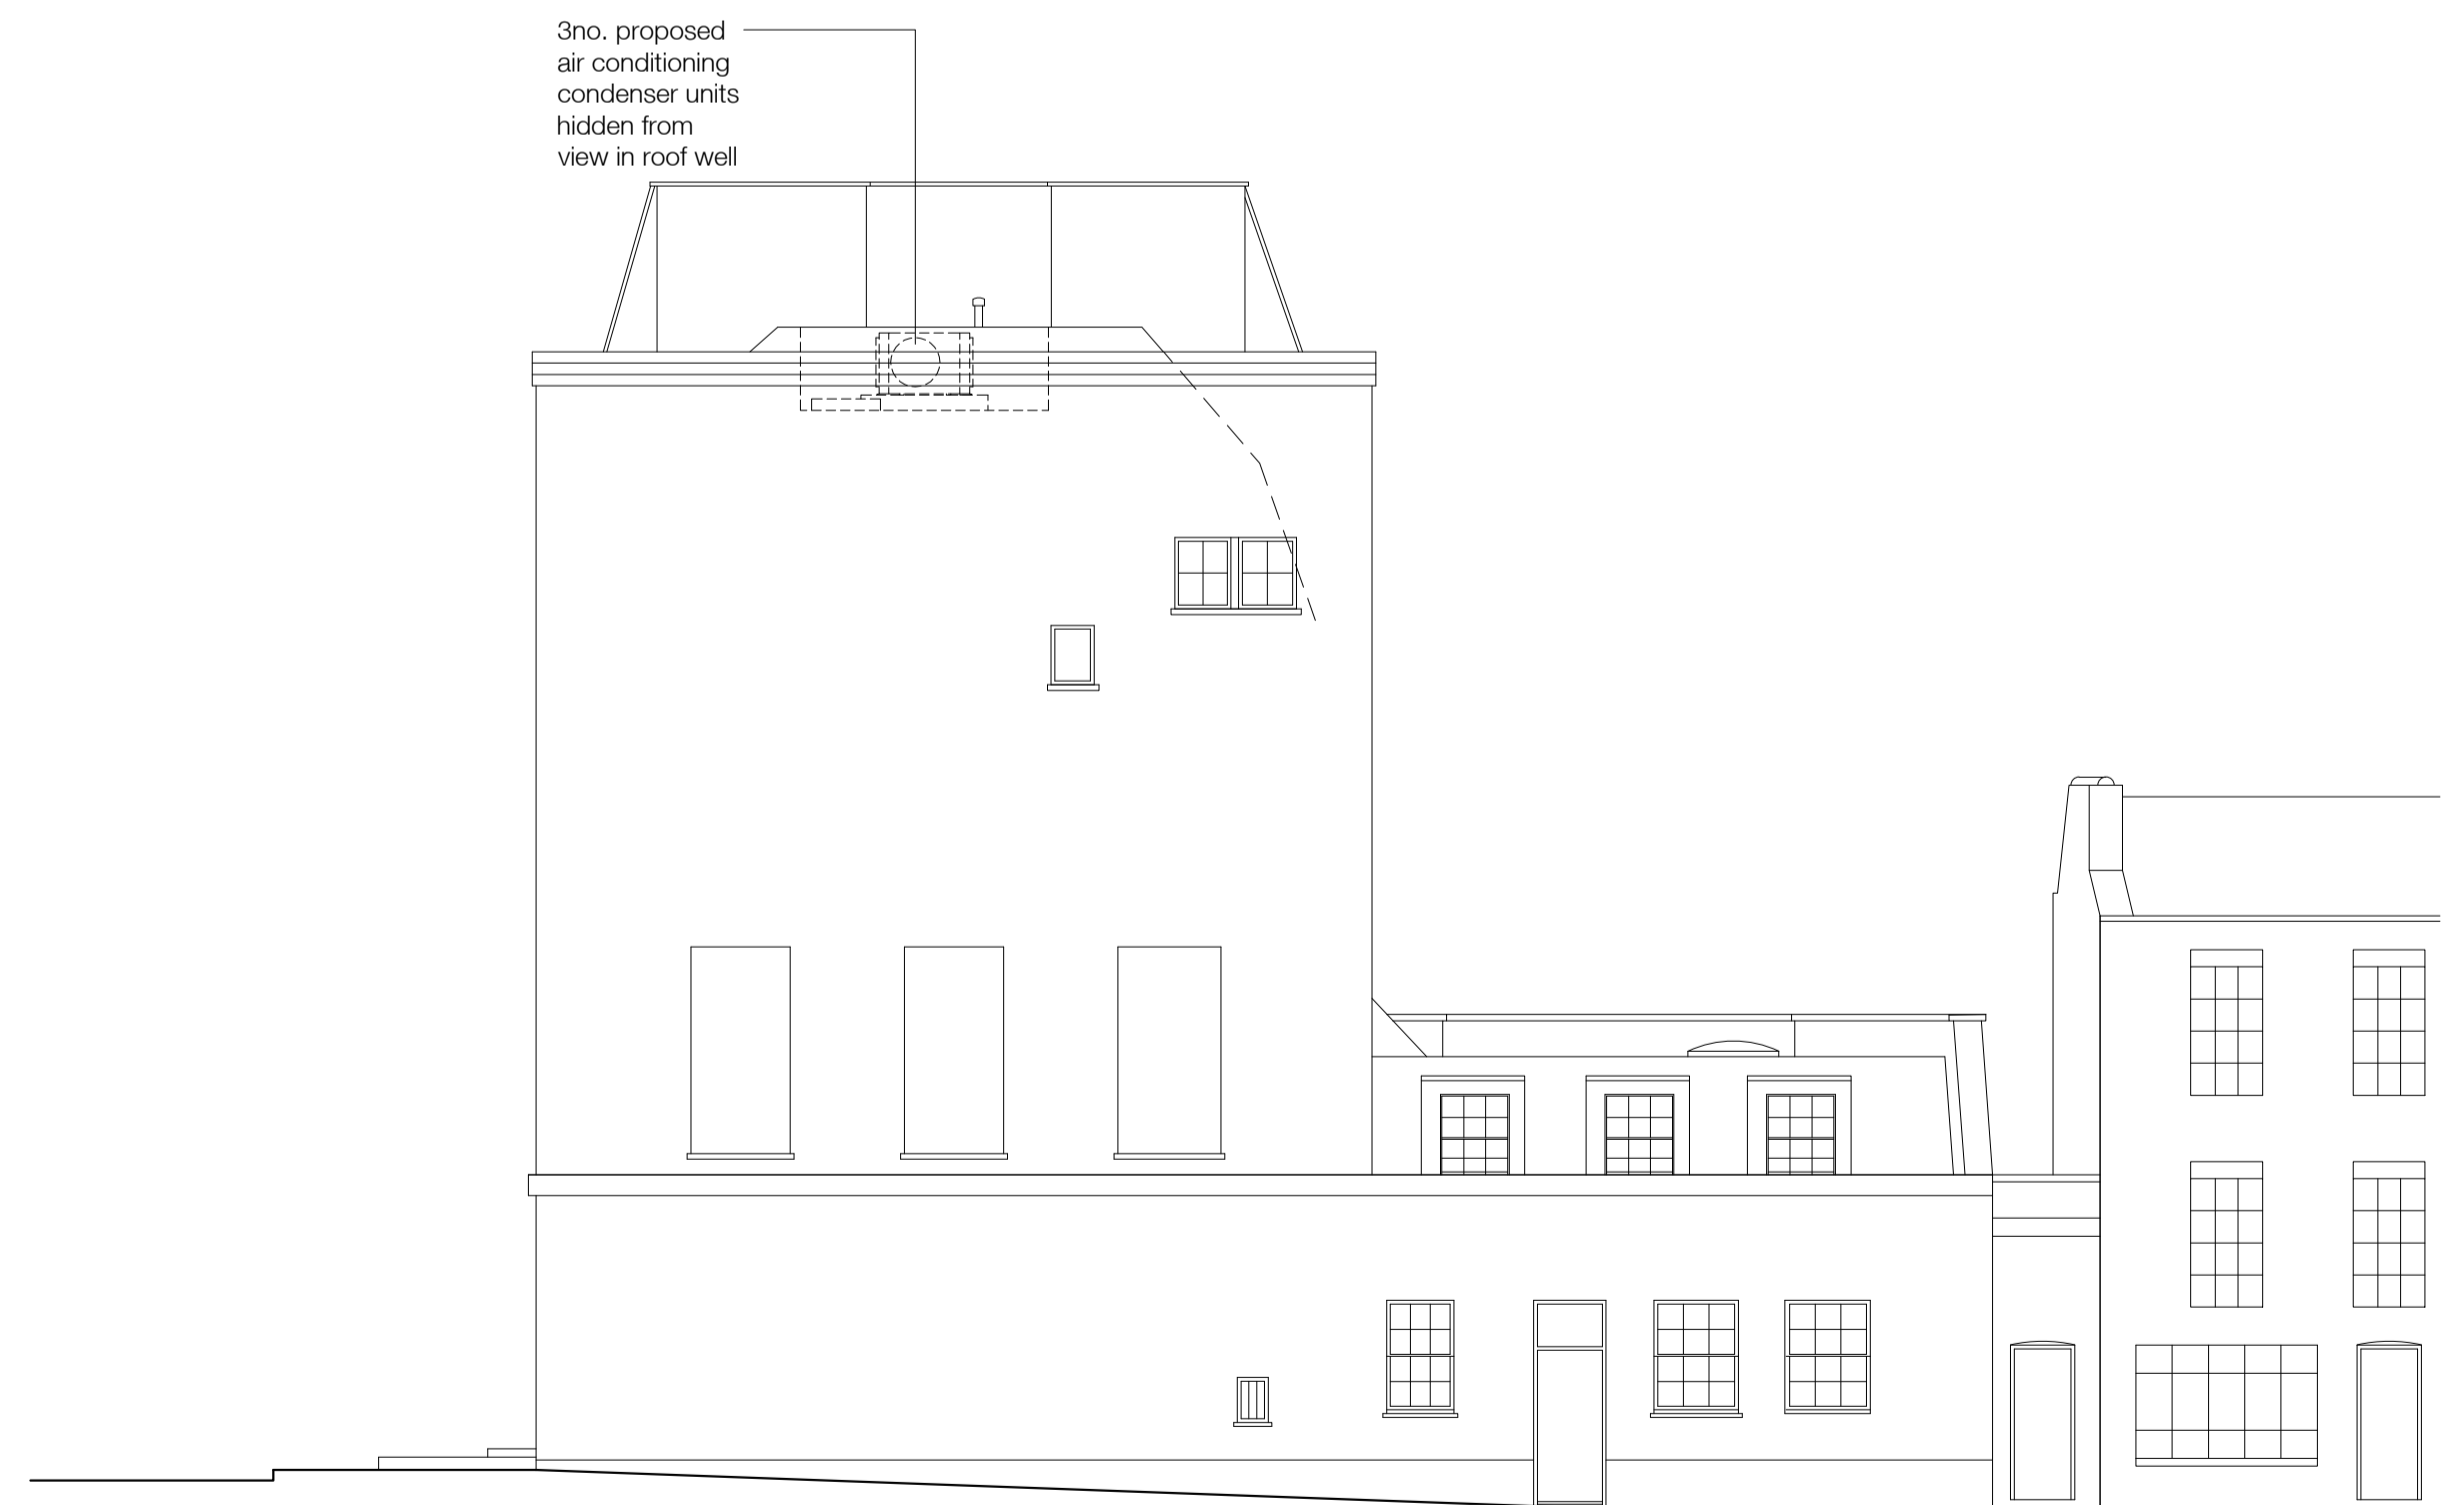 3no. proposed
air conditioning
condenser units
hidden from
view in roof well